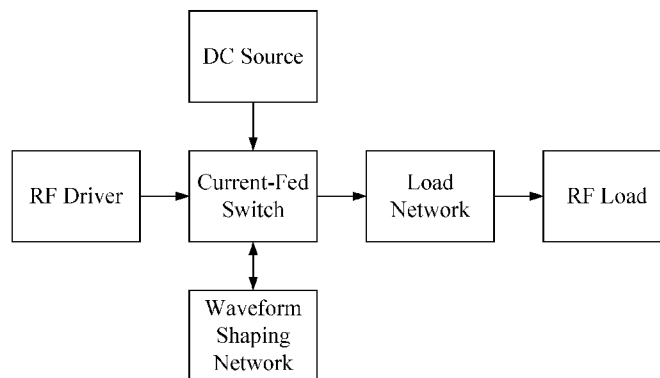 DC Source
RF Driver
Current-Fed
Switch
Load
Network
RF Load
Waveform
Shaping
Network